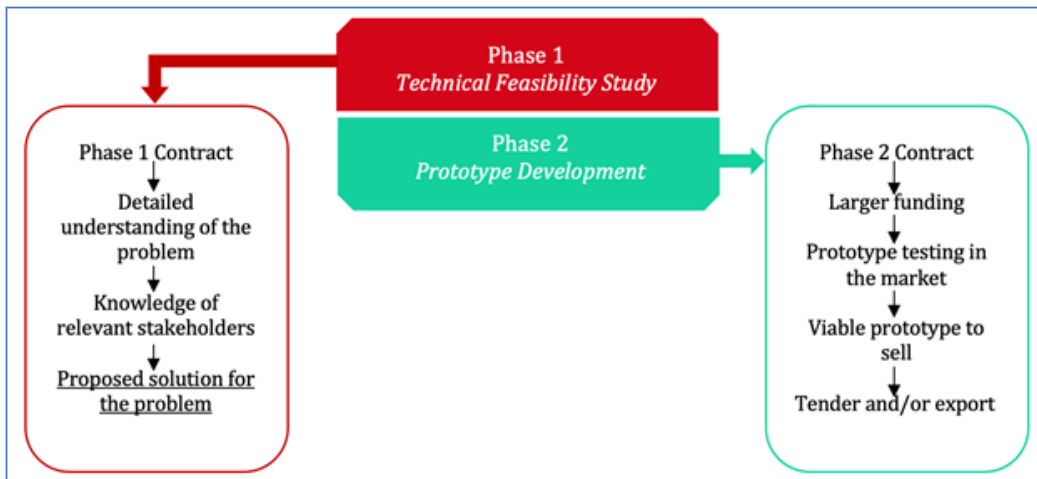 Phase 1
Technical Feasibility Study
Phase 2
Prototype Development
Phase 1 Contract
Detailed
understanding of the
problem
Knowledge of
relevant stakeholders
Proposed solution for
the problem
Phase 2 Contract
Larger funding
Prototype testing in
the market
Viable prototype to
sell
Tender and/or export